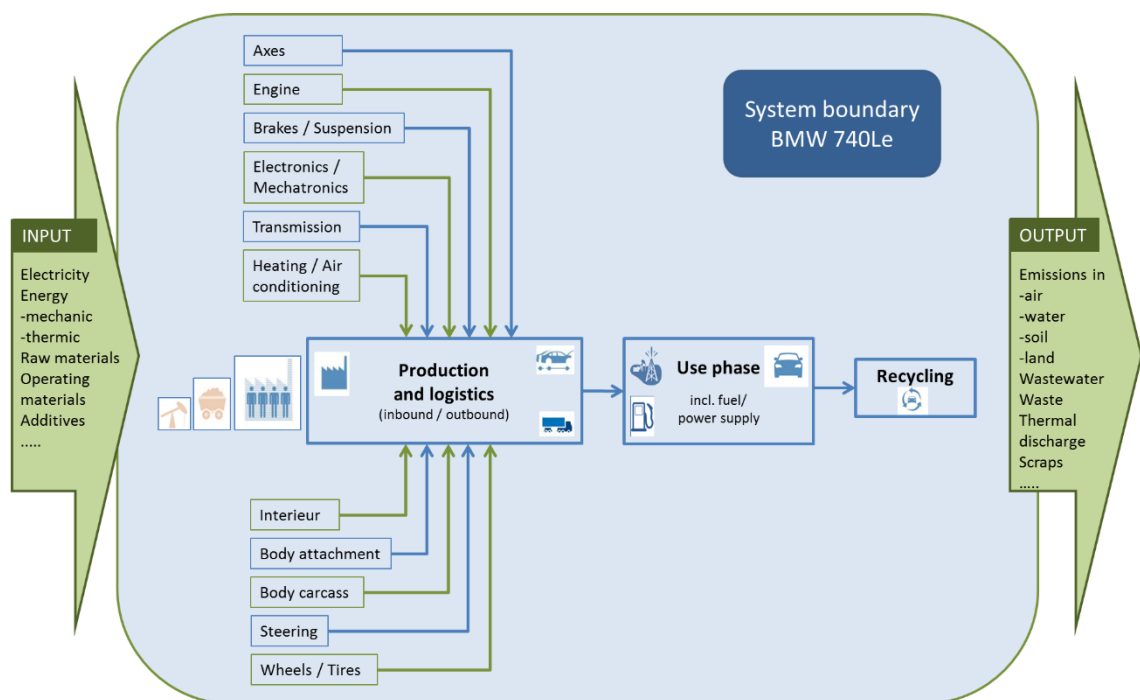 Axes
Engine
Brakes / Suspension
Electronics /
Mechatronics
Transmission
Heating / Air
conditioning
System boundary
BMW 740Le
INPUT
Electricity
Energy
-mechanic
-thermic
Raw materials
Operating
materials
Additives
.....
Production
and logistics
(inbound / outbound)
Use phase
incl. fuel/
power supply
Recycling
OUTPUT
Emissions in
-air
-water
-soil
-land
Wastewater
Waste
Thermal
discharge
Scraps
.....
Interieur
Body attachment
Body carcass
Steering
Wheels / Tires